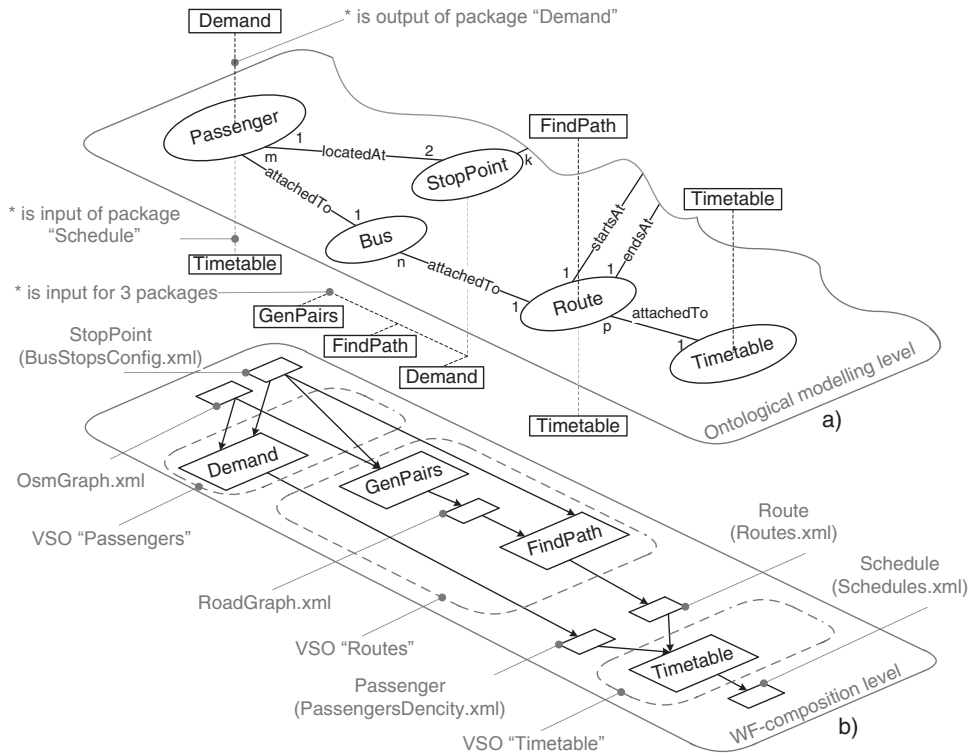 * is output of package “Demand”
Demand
Passenger
1
locatedAt
2
m
StopPoint
k
FindPath
attachedTo
1
Bus
n
attachedTo
1
startsAt
endsAt
1
1
Route
p
attachedTo
1
Timetable
Timetable
* is input of package
“Schedule”
Timetable
* is input for 3 packages
GenPairs
FindPath
Demand
Timetable
Ontological modelling level
a)
StopPoint
(BusStopsConfig.xml)
OsmGraph.xml
Demand
VSO “Passengers”
GenPairs
FindPath
RoadGraph.xml
VSO “Routes”
Route
(Routes.xml)
Schedule
(Schedules.xml)
Passenger
(PassengersDencity.xml)
Timetable
VSO “Timetable”
WF-composition level
b)